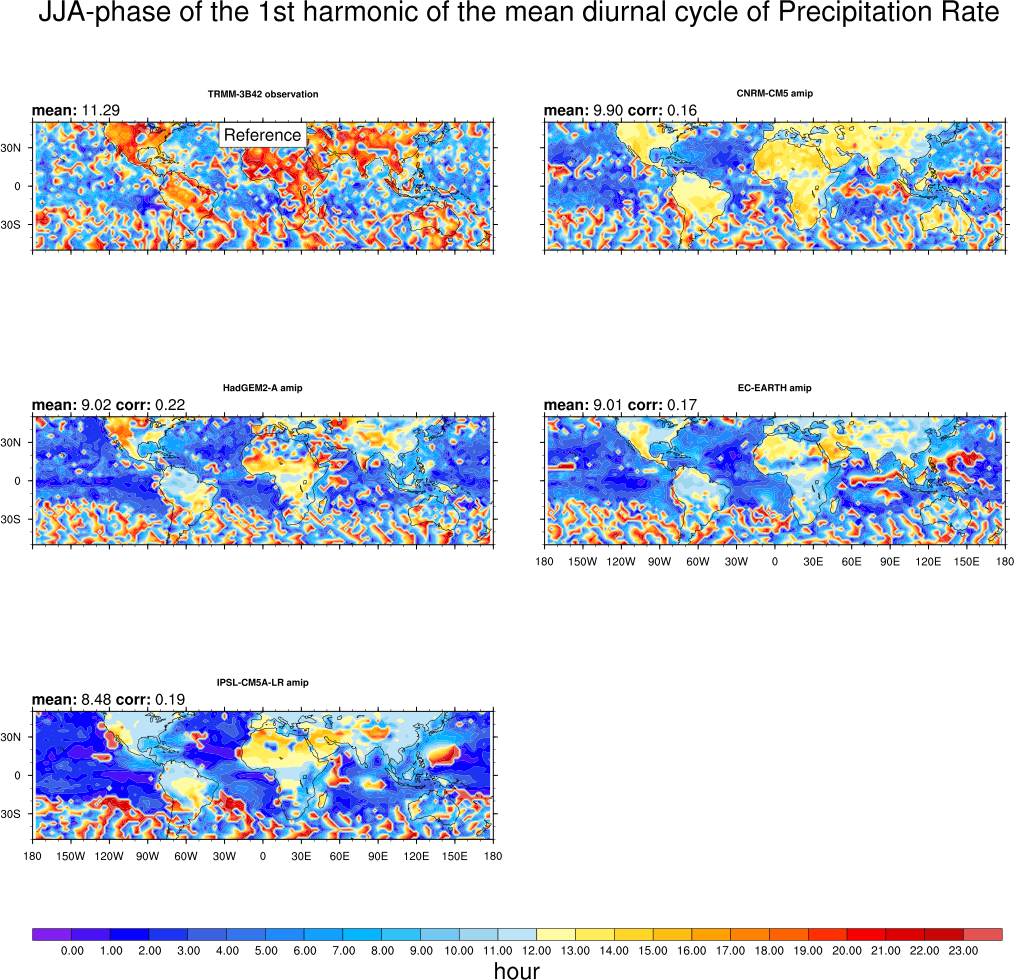 JJA-phase of the 1st harmonic of the mean diurnal cycle of Precipitation Rate
TRMM-3B42 observation
mean: 11.29
Reference
30N
0
30S
CNRM-CM5 amip
mean: 9.90 corr: 0.16
HadGEM2-A amip
mean: 9.02 corr: 0.22
30N
0
30S
EC-EARTH amip
mean: 9.01 corr: 0.17
180 150W 120W 90W 60W 30W 0 30E 60E 90E 120E 150E 180
IPSL-CM5A-LR amip
mean: 8.48 corr: 0.19
30N
0
30S
180 150W 120W 90W 60W 30W 0 30E 60E 90E 120E 150E 180
0.00 1.00 2.00 3.00 4.00 5.00 6.00 7.00 8.00 9.00 10.00 11.00 12.00 13.00 14.00 15.00 16.00 17.00 18.00 19.00 20.00 21.00 22.00 23.00
hour